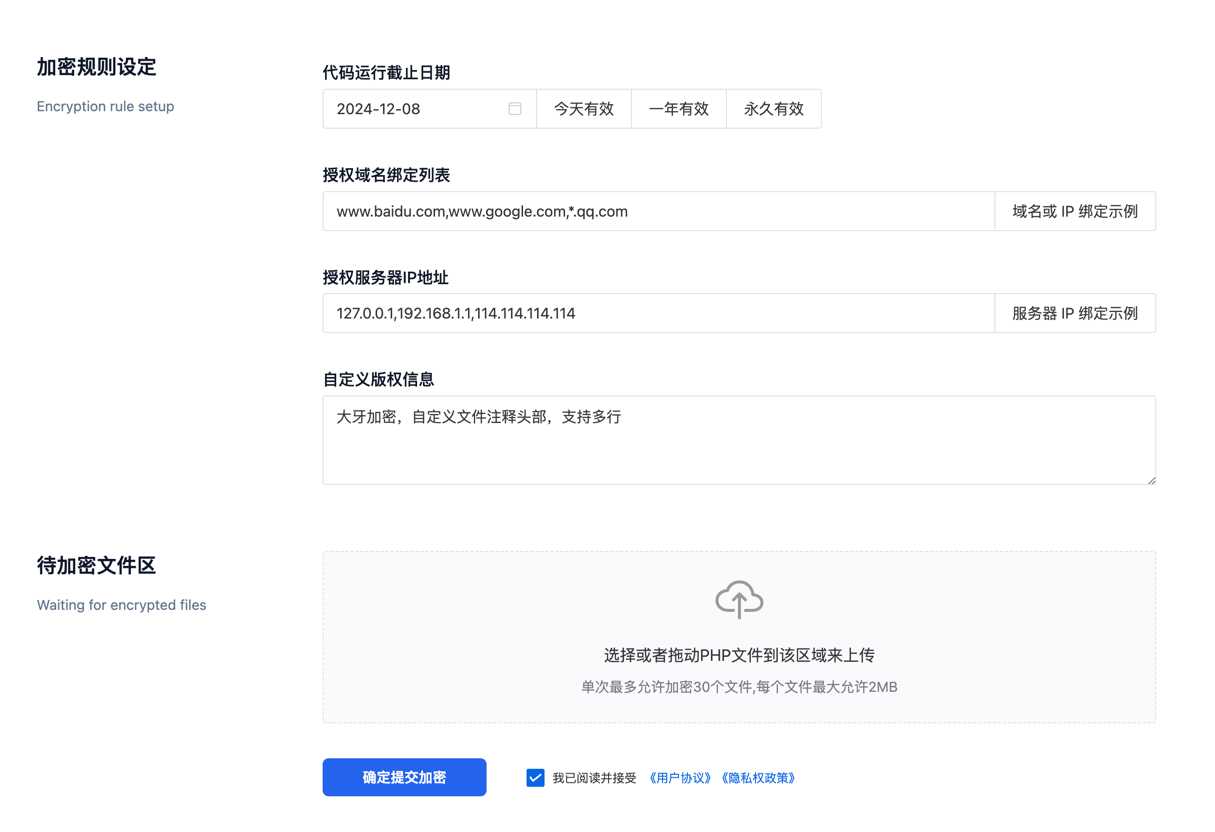 加密规则设定
Encryption rule setup
代码运行截止日期
2024-12-08 今天有效 一年有效 永久有效
授权域名绑定列表
www.baidu.com,www.google.com,*.qq.com 域名或 IP 绑定示例
授权服务器IP地址
127.0.0.1,192.168.1.1,114.114.114.114 服务器 IP 绑定示例
自定义版权信息
大牙加密，自定义文件注释头部，支持多行
待加密文件区
Waiting for encrypted files
选择或者拖动PHP文件到该区域来上传
单次最多允许加密30个文件,每个文件最大允许2MB
确定提交加密 我已阅读并接受 《用户协议》《隐私权政策》